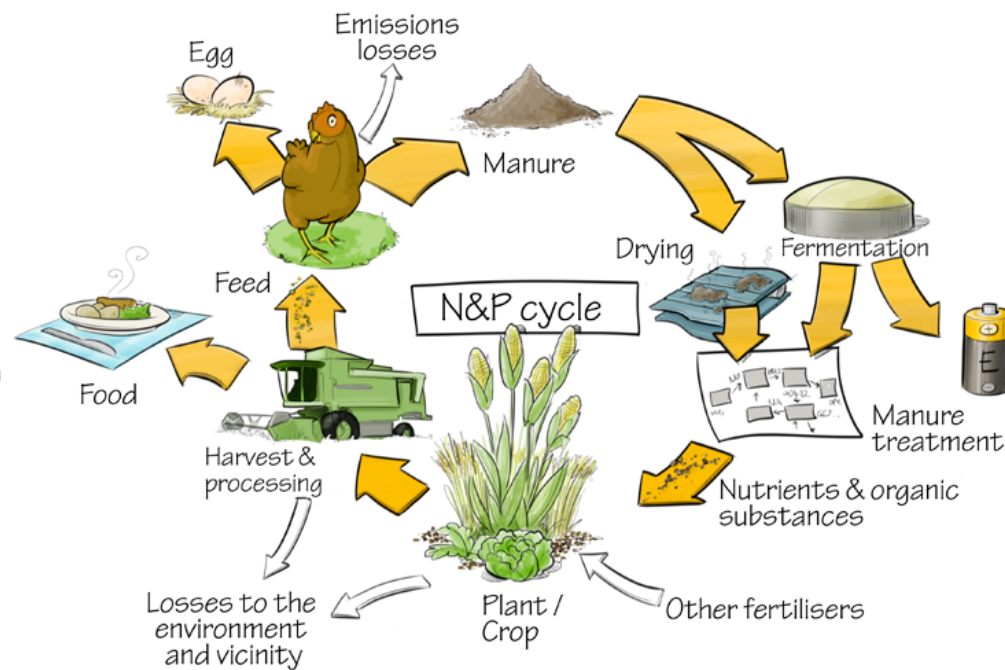 Emissions
losses
Egg
Manure
Drying
Fermentation
Feed
N&P cycle
E
Food
Manure
treatment
Harvest &
processing
Nutrients & organic
substances
Losses to the
environment
and vicinity
Plant /
Crop
Other fertilisers